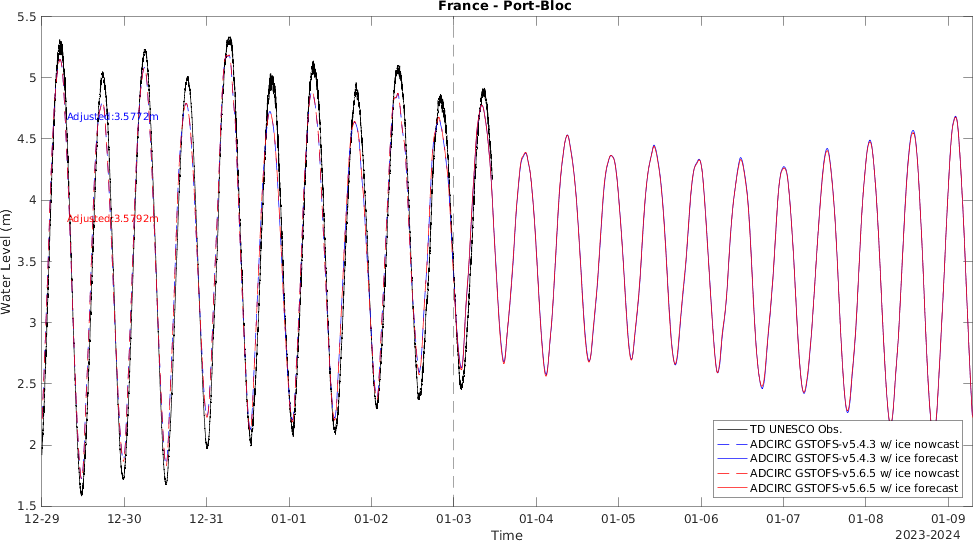 France - Port-Bloc
5.5
5
4.5
4
3.5
3
2.5
2
1.5
Water Level (m)
Adjusted:3.5772m
Adjusted:3.5792m
TD UNESCO Obs.
ADCIRC GSTOFS-v5.4.3 w/ ice nowcast
ADCIRC GSTOFS-v5.4.3 w/ ice forecast
ADCIRC GSTOFS-v5.6.5 w/ ice nowcast
ADCIRC GSTOFS-v5.6.5 w/ ice forecast
12-29 12-30 12-31 01-01 01-02 01-03 01-04 01-05 01-06 01-07 01-08 01-09
Time
2023-2024